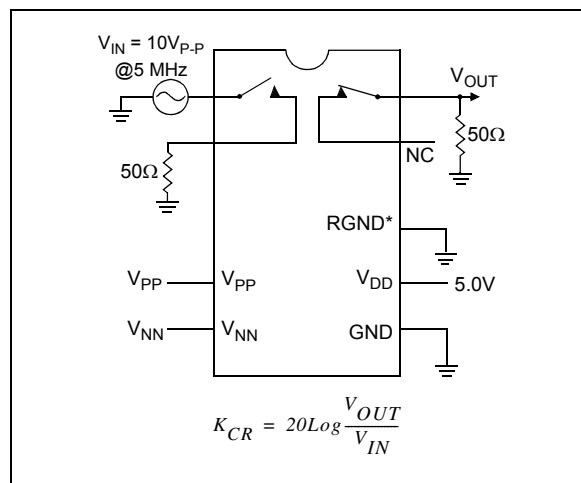 V_IN = 10V_P-P
@5 MHz
V_OUT
50Ω
50Ω
NC
RGND*
V_PP V_PP V_DD 5.0V
V_NN V_NN GND
K_CR = 20Log V_OUT / V_IN